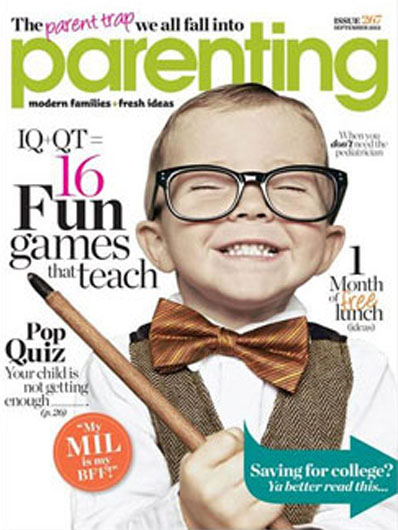 The parent trap we all fall into
ISSUE 267
SEPTEMBER 2012
parenting
modern families + fresh ideas
IQ+QT=
16
Fun
games
that teach
When you
don't need the
pediatrician
1
Month
of free
lunch
(ideas)
Pop
Quiz
Your child is
not getting
enough
(p.26)
"My
MIL
is my
BFF!"
Saving for college?
Ya better read this...